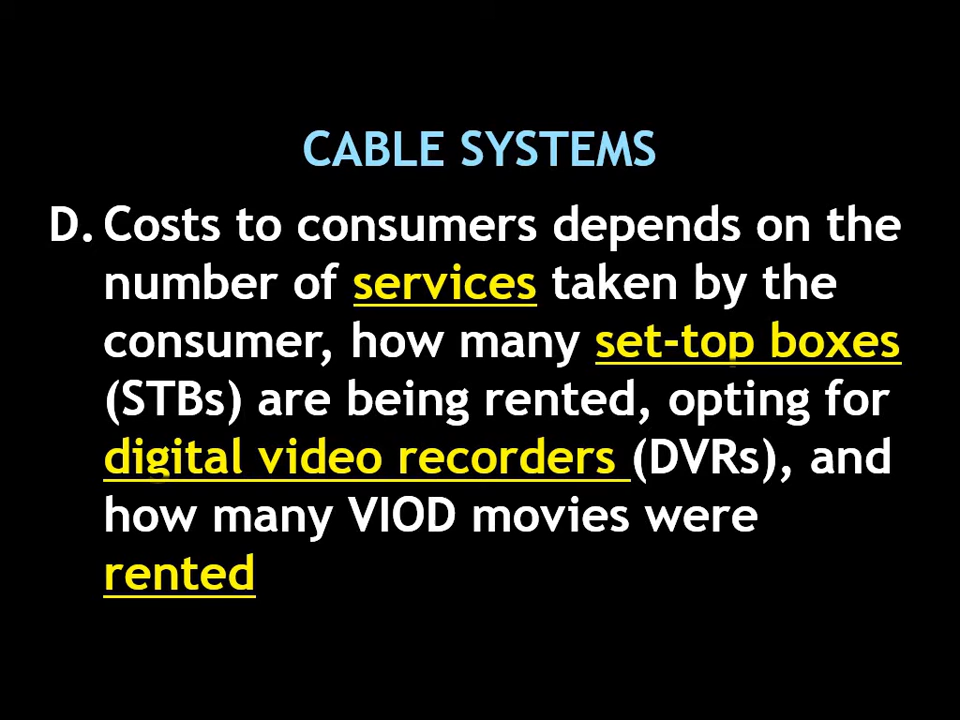 CABLE SYSTEMS
D. Costs to consumers depends on the
number of services taken by the
consumer, how many set-top boxes
(STBs) are being rented, opting for
digital video recorders (DVRs), and
how many VIOD movies were
rented